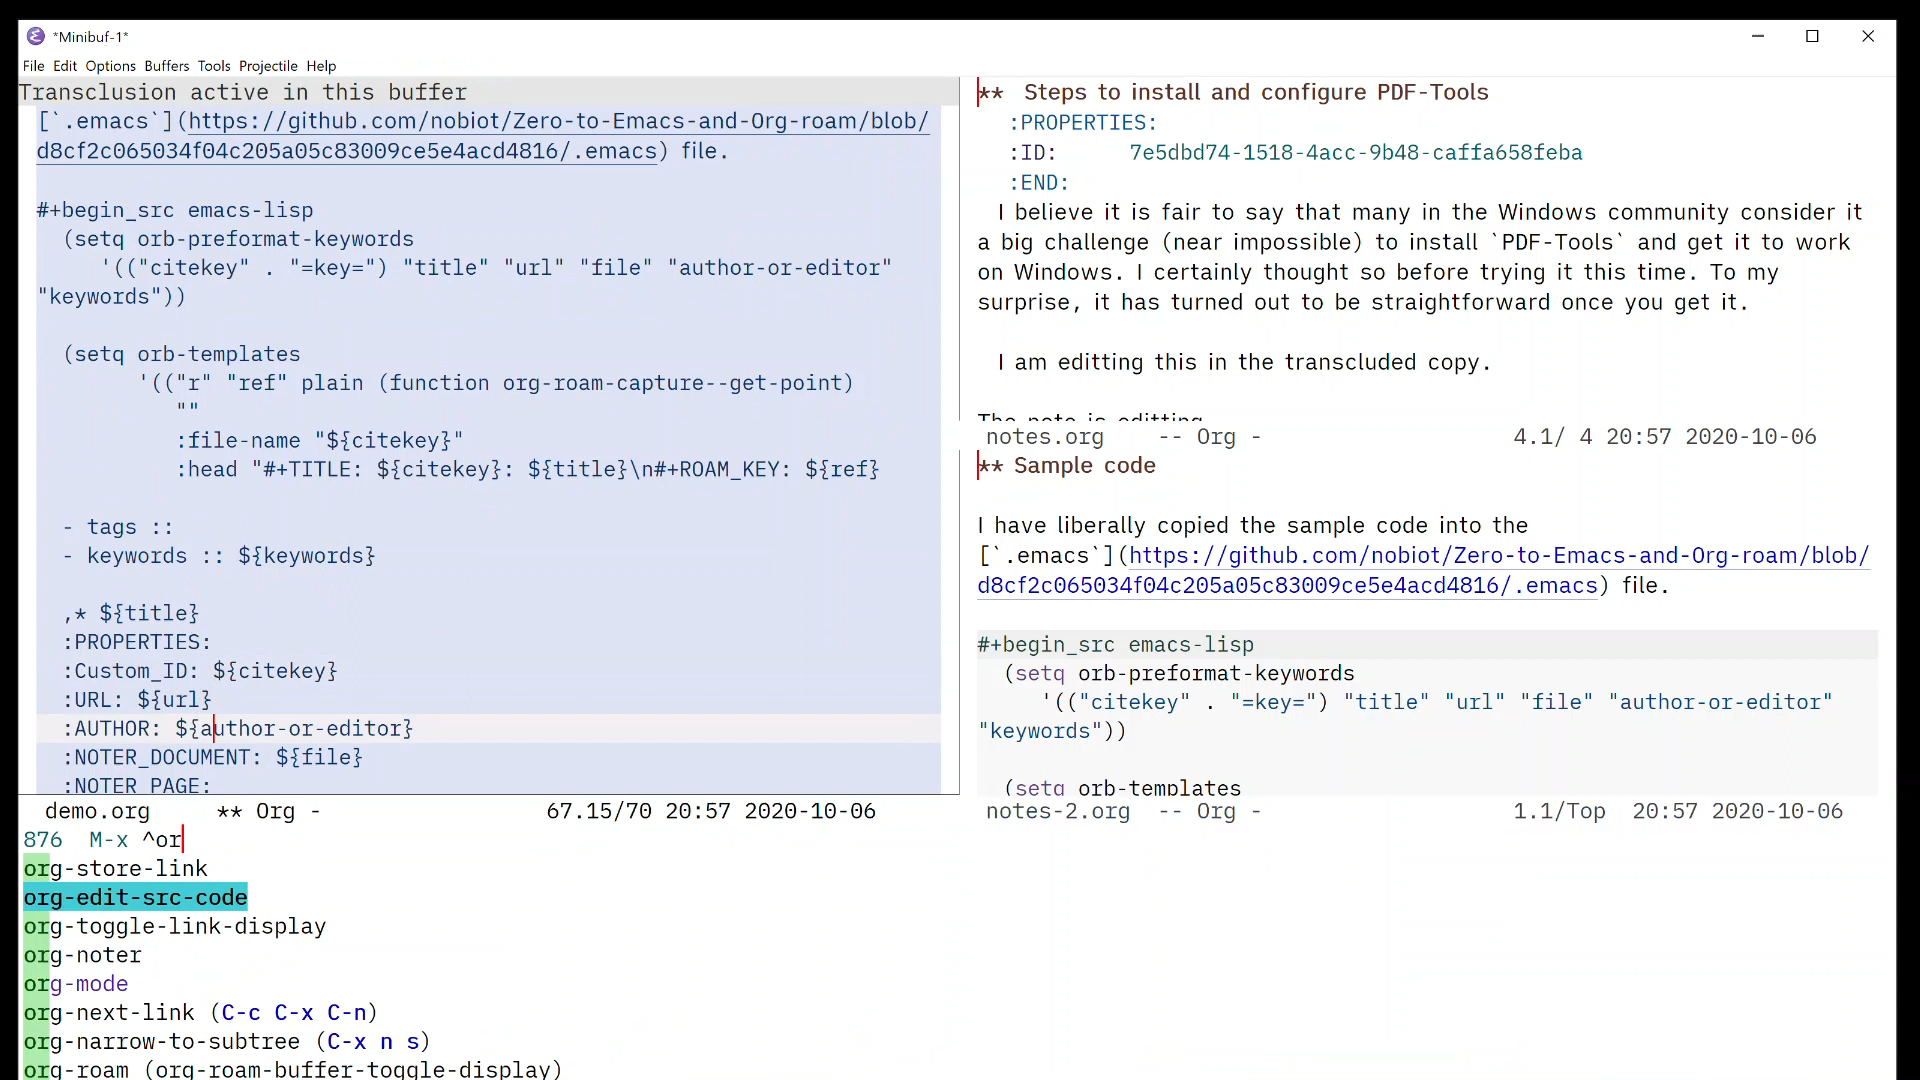 *Minibuf-1*
File Edit Options Buffers Tools Projectile Help
Transclusion active in this buffer
[`.emacs`](https://github.com/nobiot/Zero-to-Emacs-and-Org-roam/blob/
d8cf2c065034f04c205a05c83009ce5e4acd4816/.emacs) file.
#+begin_src emacs-lisp
(setq orb-preformat-keywords
'(("citekey" . "=key=") "title" "url" "file" "author-or-editor"
"keywords"))
(setq orb-templates
'(("r" "ref" plain (function org-roam-capture--get-point)
""
:file-name "${citekey}"
:head "#+TITLE: ${citekey}: ${title}\n#+ROAM_KEY: ${ref}
- tags ::
- keywords :: ${keywords}
,* ${title}
:PROPERTIES:
:Custom_ID: ${citekey}
:URL: ${url}
:AUTHOR: ${author-or-editor}
:NOTER_DOCUMENT: ${file}
:NOTER_PAGE:
demo.org ** Org - 67.15/70 20:57 2020-10-06
** Steps to install and configure PDF-Tools
:PROPERTIES:
:ID: 7e5dbd74-1518-4acc-9b48-caffa658feba
:END:
I believe it is fair to say that many in the Windows community consider it
a big challenge (near impossible) to install `PDF-Tools` and get it to work
on Windows. I certainly thought so before trying it this time. To my
surprise, it has turned out to be straightforward once you get it.
I am editting this in the transcluded copy.
The note is editting
notes.org -- Org - 4.1/ 4 20:57 2020-10-06
** Sample code
I have liberally copied the sample code into the
[`.emacs`](https://github.com/nobiot/Zero-to-Emacs-and-Org-roam/blob/
d8cf2c065034f04c205a05c83009ce5e4acd4816/.emacs) file.
#+begin_src emacs-lisp
(setq orb-preformat-keywords
'(("citekey" . "=key=") "title" "url" "file" "author-or-editor"
"keywords"))
(setq orb-templates
notes-2.org -- Org - 1.1/Top 20:57 2020-10-06
876 M-x ^or
org-store-link
org-edit-src-code
org-toggle-link-display
org-noter
org-mode
org-next-link (C-c C-x C-n)
org-narrow-to-subtree (C-x n s)
org-roam (org-roam-buffer-toggle-display)